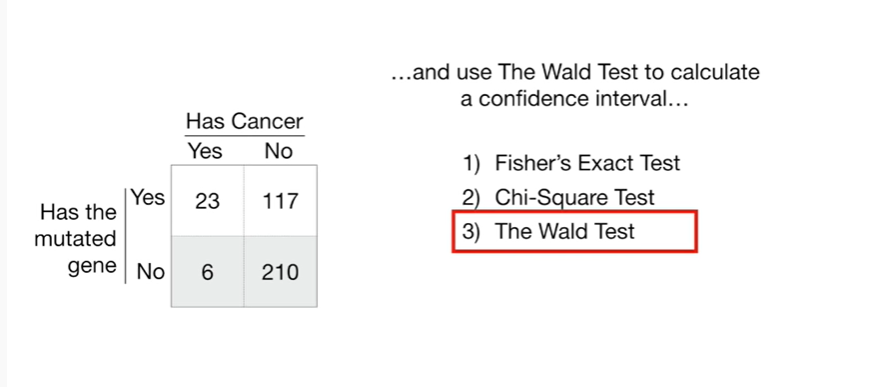 …and use The Wald Test to calculate
a confidence interval…
Has Cancer
Yes No
Has the
mutated
gene
Yes 23 117
No 6 210
1) Fisher’s Exact Test
2) Chi-Square Test
3) The Wald Test